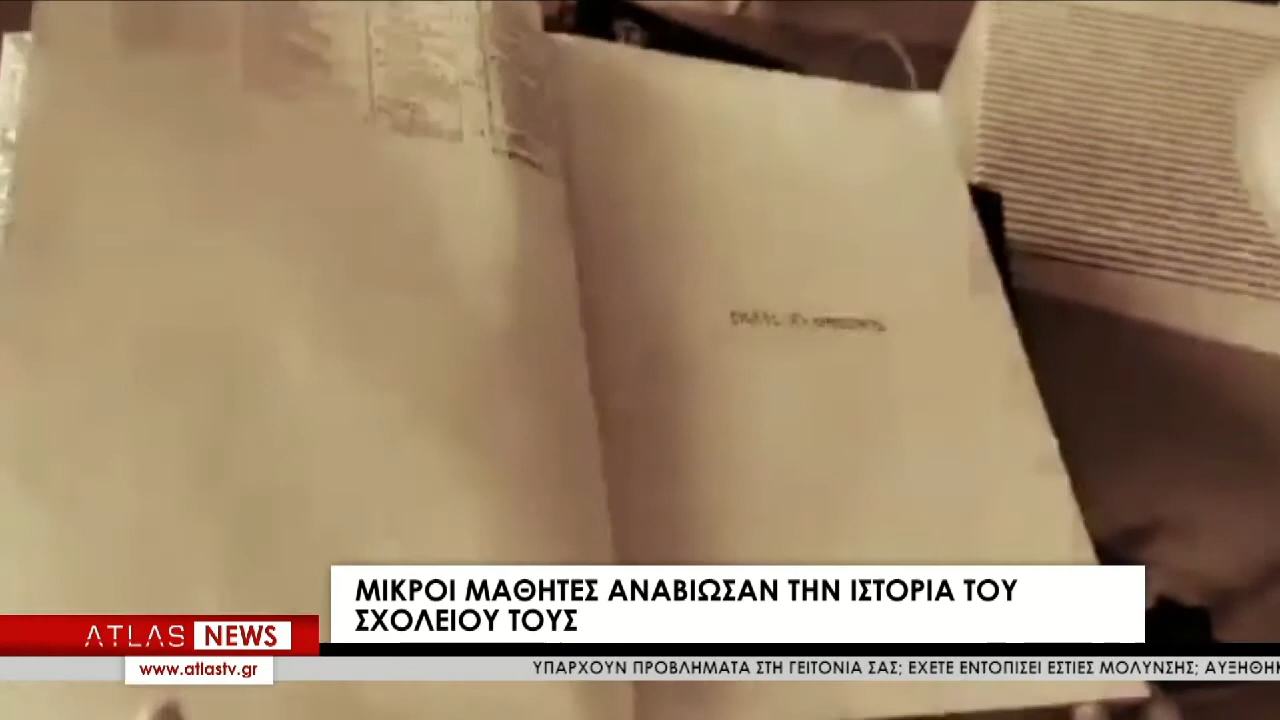 ΜΙΚΡΟΙ ΜΑΘΗΤΕΣ ΑΝΑΒΙΩΣΑΝ ΤΗΝ ΙΣΤΟΡΙΑ ΤΟΥ
ΣΧΟΛΕΙΟΥ ΤΟΥΣ
ATLAS NEWS
www.atlastv.gr
ΥΠΑΡΧΟΥΝ ΠΡΟΒΛΗΜΑΤΑ ΣΤΗ ΓΕΙΤΟΝΙΑ ΣΑΣ; ΕΧΕΤΕ ΕΝΤΟΠΙΣΕΙ ΕΣΤΙΕΣ ΜΟΛΥΝΣΗΣ;